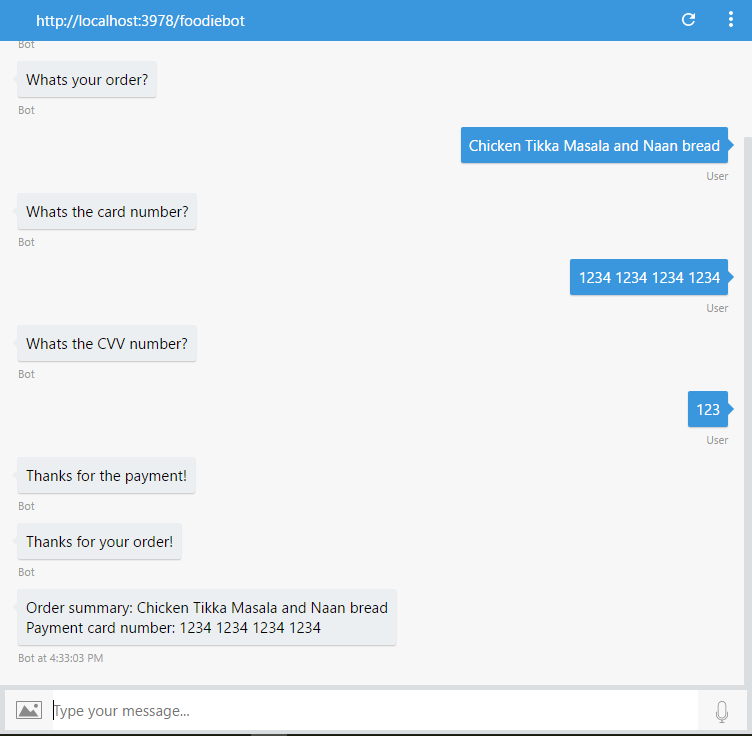 http://localhost:3978/foodiebot
Bot
Whats your order?
Bot
Chicken Tikka Masala and Naan bread
User
Whats the card number?
Bot
1234 1234 1234 1234
User
Whats the CVV number?
Bot
123
User
Thanks for the payment!
Bot
Thanks for your order!
Bot
Order summary: Chicken Tikka Masala and Naan bread
Payment card number: 1234 1234 1234 1234
Bot at 4:33:03 PM
Type your message...